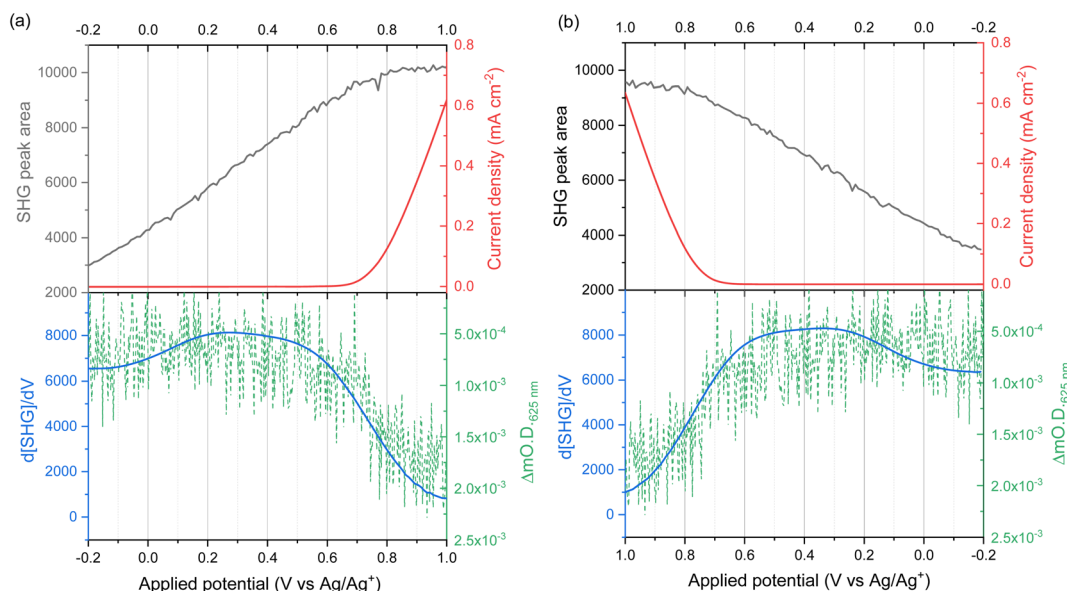 (a)
-0.2 0.0 0.2 0.4 0.6 0.8 1.0
SHG peak area
10000
8000
6000
4000
2000
0.8
0.6
0.4
0.2
0.0
Current density (mA cm⁻²)
d[SHG]/dV
8000
6000
4000
2000
0
5.0x10⁻⁴
1.0x10⁻³
1.5x10⁻³
2.0x10⁻³
2.5x10⁻³
ΔmO.D.₆₂₅ ₙₘ
-0.2 0.0 0.2 0.4 0.6 0.8 1.0
Applied potential (V vs Ag/Ag⁺)
(b)
1.0 0.8 0.6 0.4 0.2 0.0 -0.2
SHG peak area
10000
8000
6000
4000
2000
0.8
0.6
0.4
0.2
0.0
Current density (mA cm⁻²)
d[SHG]/dV
8000
6000
4000
2000
0
5.0x10⁻⁴
1.0x10⁻³
1.5x10⁻³
2.0x10⁻³
2.5x10⁻³
ΔmO.D.₆₂₅ ₙₘ
1.0 0.8 0.6 0.4 0.2 0.0 -0.2
Applied potential (V vs Ag/Ag⁺)